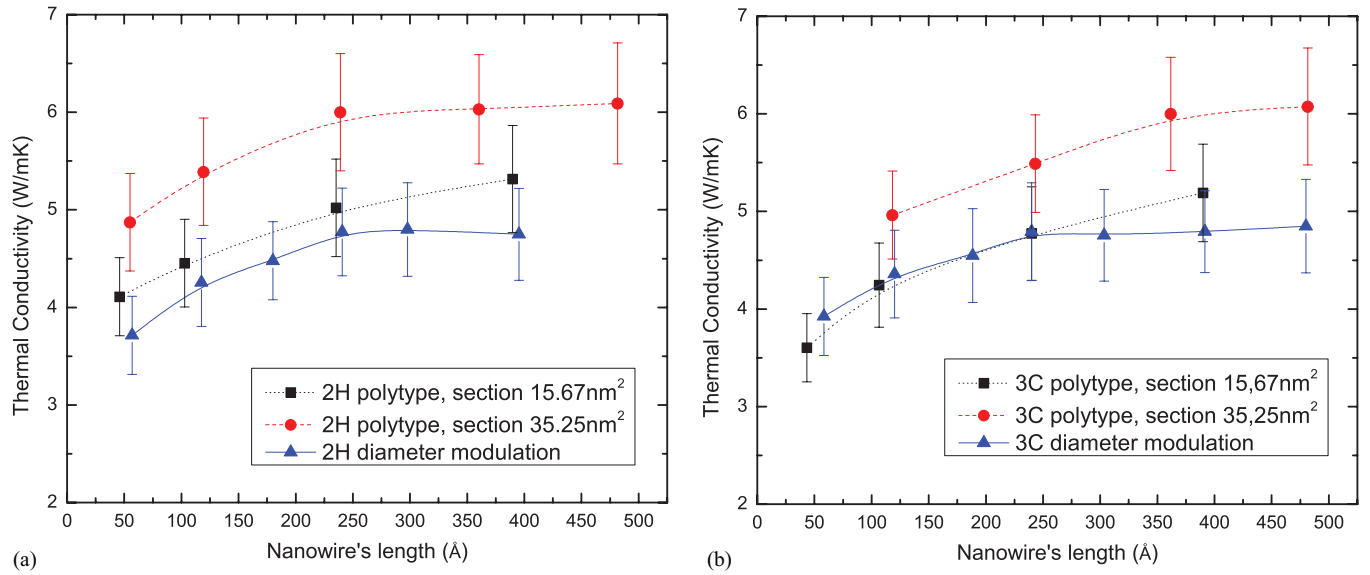 7
6
5
4
3
2
Thermal Conductivity (W/mK)
2H polytype, section 15.67nm²
2H polytype, section 35.25nm²
2H diameter modulation
0 50 100 150 200 250 300 350 400 450 500
Nanowire's length (Å)
(a)
7
6
5
4
3
2
Thermal Conductivity (W/mK)
3C polytype, section 15,67nm²
3C polytype, section 35,25nm²
3C diameter modulation
0 50 100 150 200 250 300 350 400 450 500
Nanowire's length (Å)
(b)